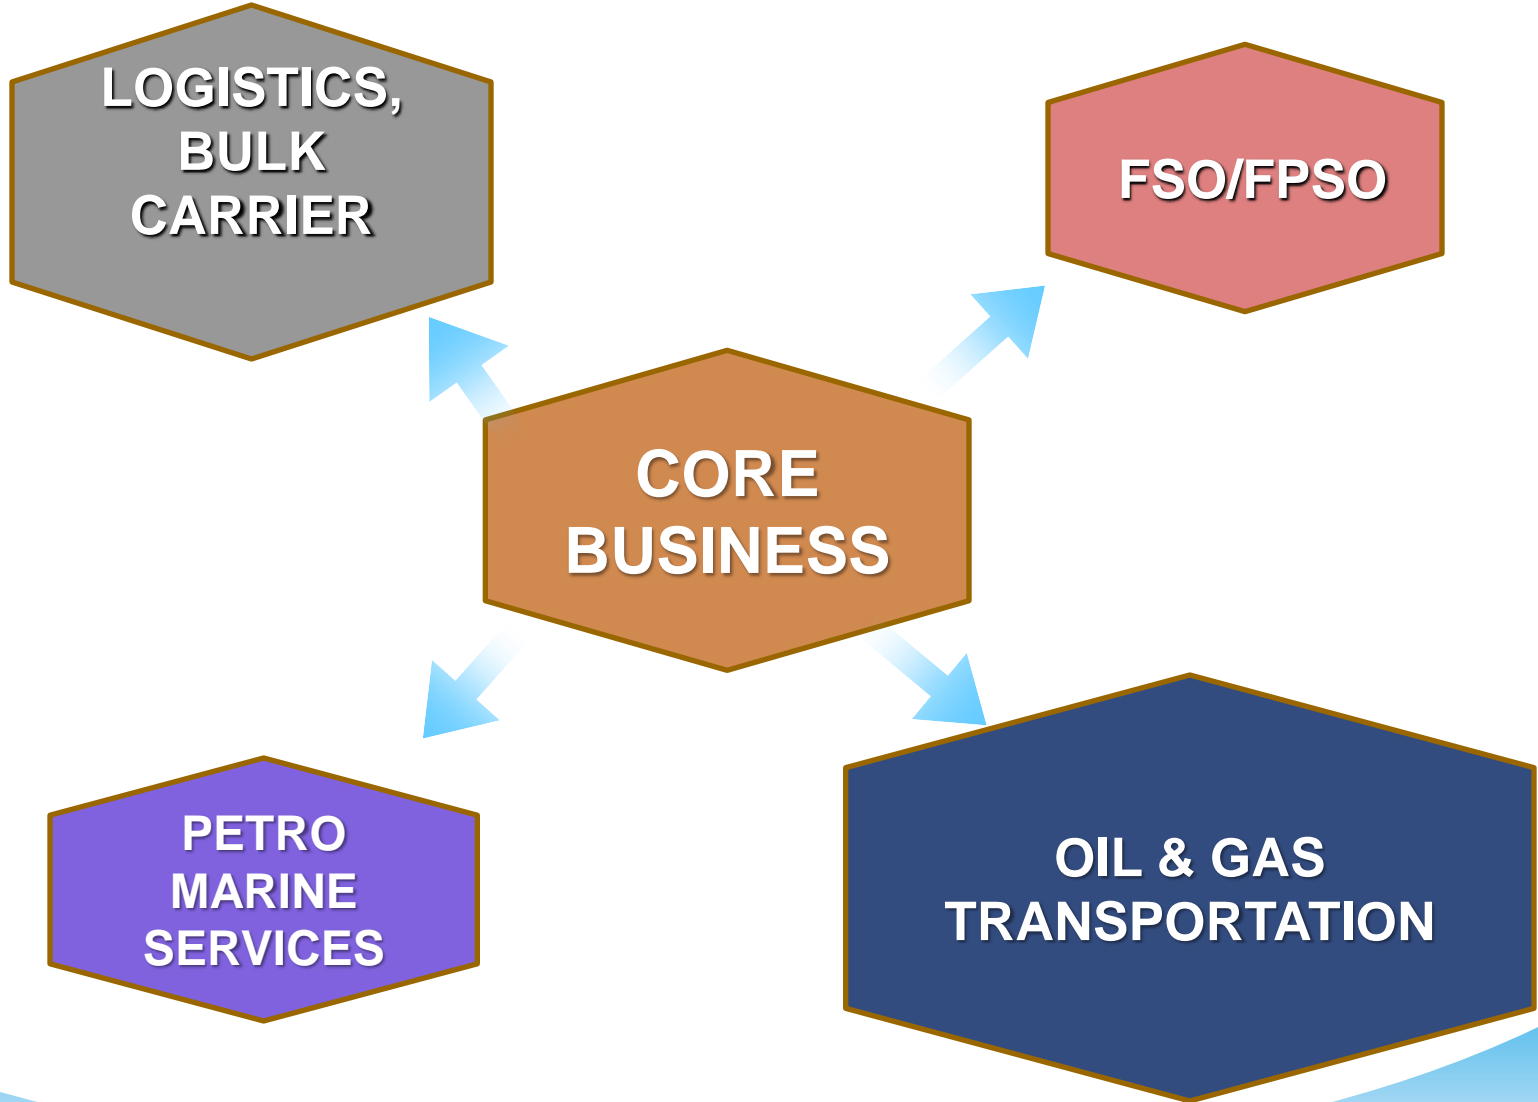 LOGISTICS,
BULK
CARRIER
FSO/FPSO
CORE
BUSINESS
PETRO
MARINE
SERVICES
OIL & GAS
TRANSPORTATION